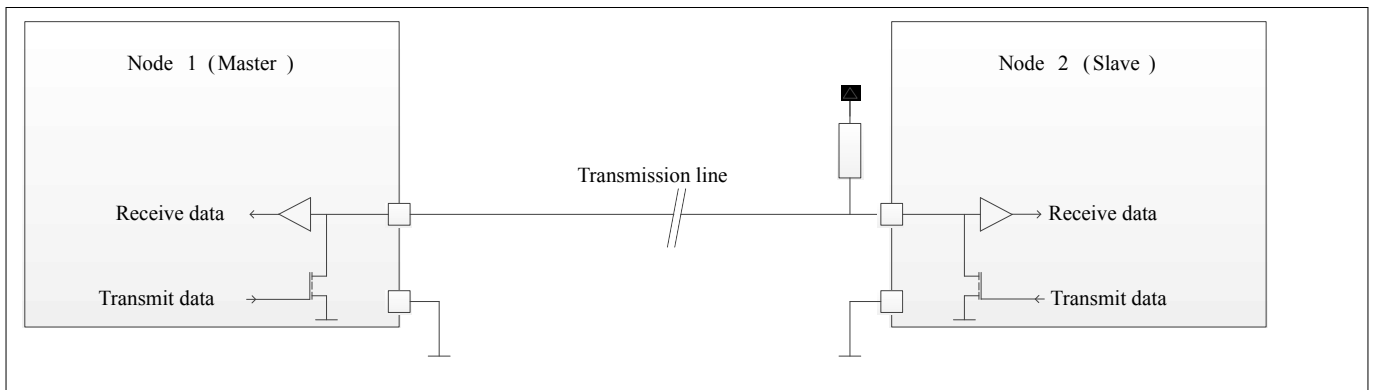 Node 1 (Master )
Node 2 (Slave )
Transmission line
Receive data
Receive data
Transmit data
Transmit data